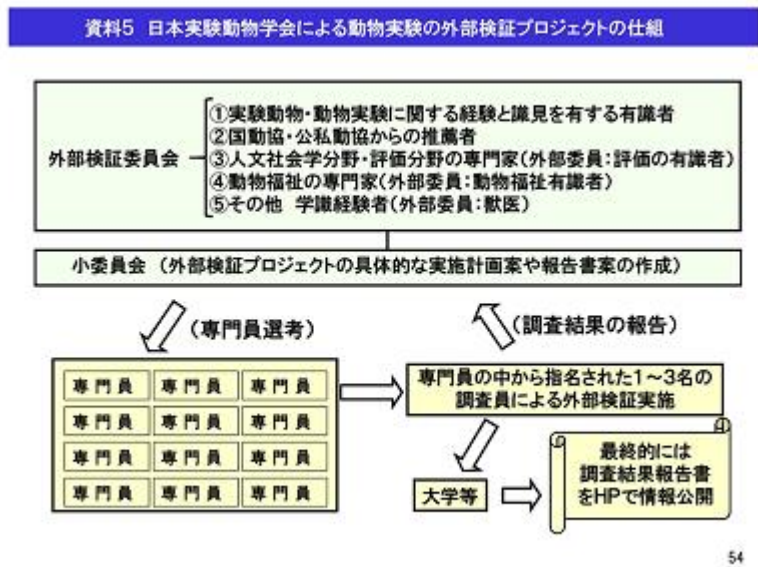 資料5 日本実験動物学会による動物実験の外部検証プロジェクトの仕組
外部検証委員会
①実験動物・動物実験に関する経験と識見を有する有識者
②国動協・公私動協からの推薦者
③人文社会学分野・評価分野の専門家(外部委員:評価の有識者)
④動物福祉の専門家(外部委員:動物福祉有識者)
⑤その他 学識経験者(外部委員:獣医)
小委員会 (外部検証プロジェクトの具体的な実施計画案や報告書案の作成)
(専門員選考)
(調査結果の報告)
専門員 専門員 専門員
専門員 専門員 専門員
専門員 専門員 専門員
専門員 専門員 専門員
専門員の中から指名された1~3名の
調査員による外部検証実施
大学等
最終的には
調査結果報告書
をHPで情報公開
54